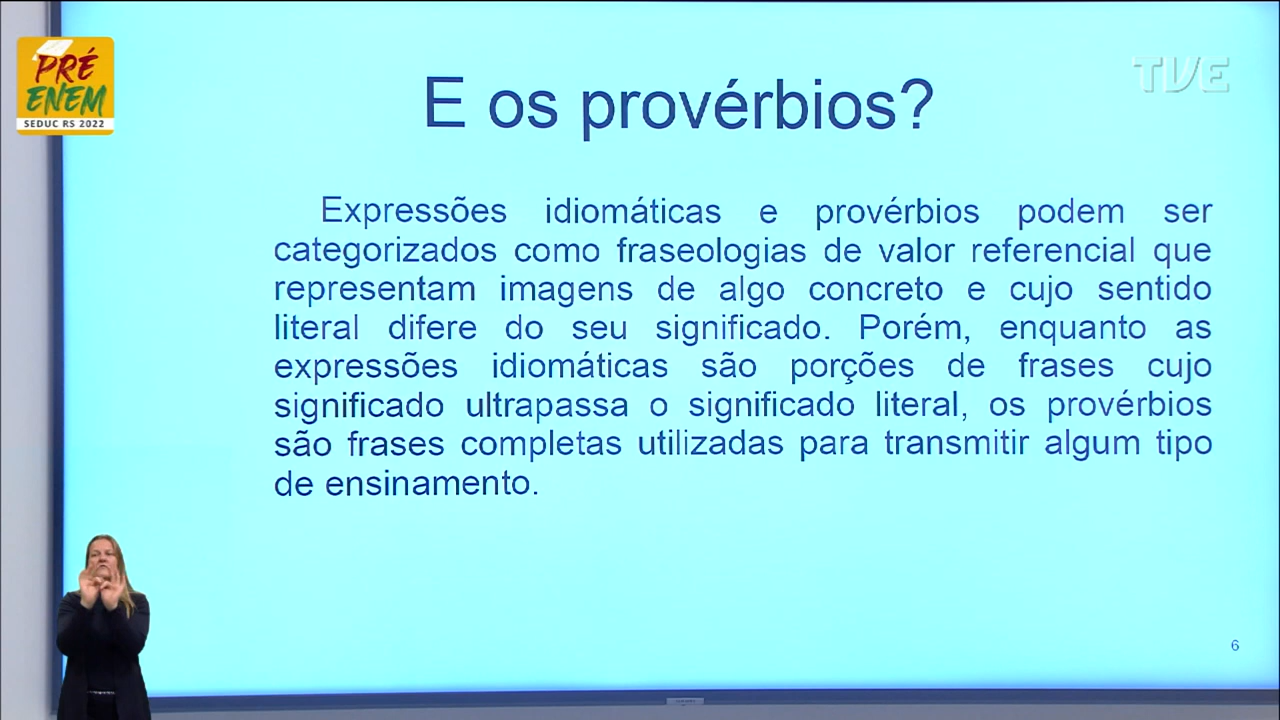 PRÉ
ENEM
SEDUC RS 2022
TVE
E os provérbios?
Expressões idiomáticas e provérbios podem ser
categorizados como fraseologias de valor referencial que
representam imagens de algo concreto e cujo sentido
literal difere do seu significado. Porém, enquanto as
expressões idiomáticas são porções de frases cujo
significado ultrapassa o significado literal, os provérbios
são frases completas utilizadas para transmitir algum tipo
de ensinamento.
6